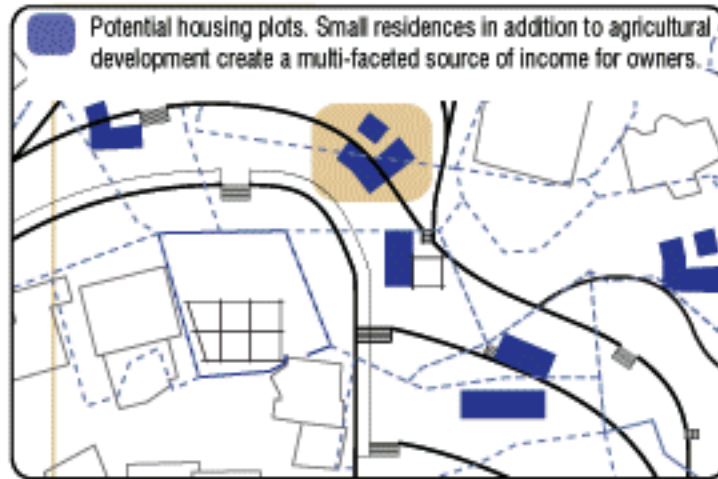 Potential housing plots. Small residences in addition to agricultural
development create a multi-faceted source of income for owners.